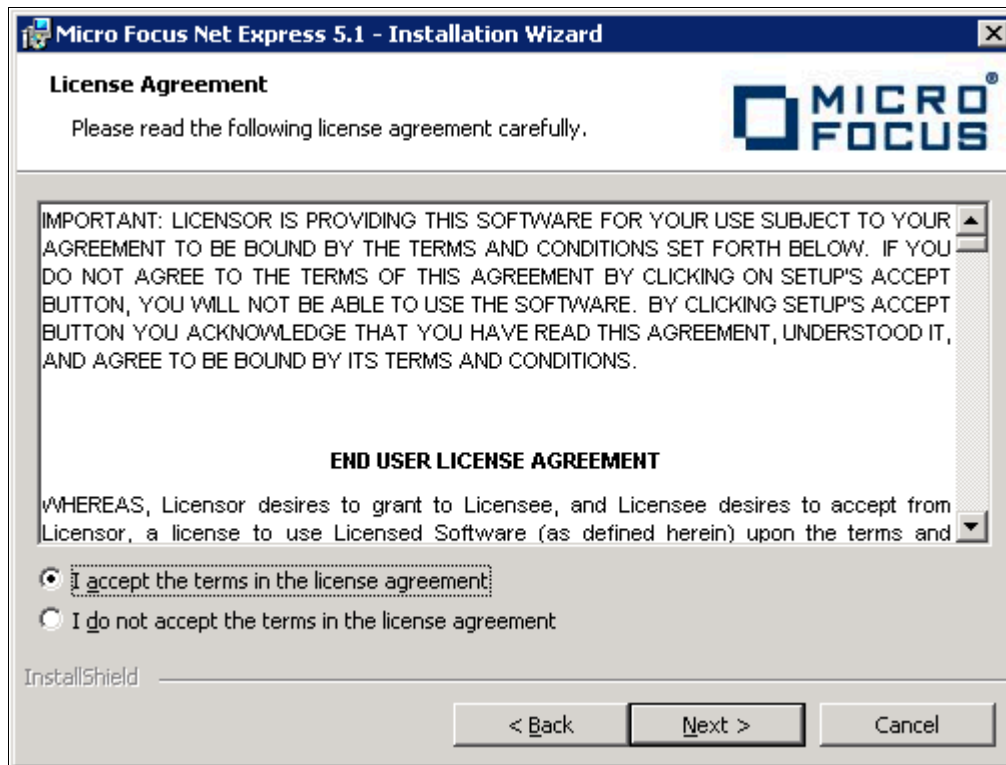 Micro Focus Net Express 5.1 - Installation Wizard
License Agreement
Please read the following license agreement carefully.
MICRO
FOCUS®
IMPORTANT: LICENSOR IS PROVIDING THIS SOFTWARE FOR YOUR USE SUBJECT TO YOUR
AGREEMENT TO BE BOUND BY THE TERMS AND CONDITIONS SET FORTH BELOW. IF YOU
DO NOT AGREE TO THE TERMS OF THIS AGREEMENT BY CLICKING ON SETUP'S ACCEPT
BUTTON, YOU WILL NOT BE ABLE TO USE THE SOFTWARE. BY CLICKING SETUP'S ACCEPT
BUTTON YOU ACKNOWLEDGE THAT YOU HAVE READ THIS AGREEMENT, UNDERSTOOD IT,
AND AGREE TO BE BOUND BY ITS TERMS AND CONDITIONS.
END USER LICENSE AGREEMENT
WHEREAS, Licensor desires to grant to Licensee, and Licensee desires to accept from
Licensor, a license to use Licensed Software (as defined herein) upon the terms and
I accept the terms in the license agreement
I do not accept the terms in the license agreement
InstallShield
< Back
Next >
Cancel